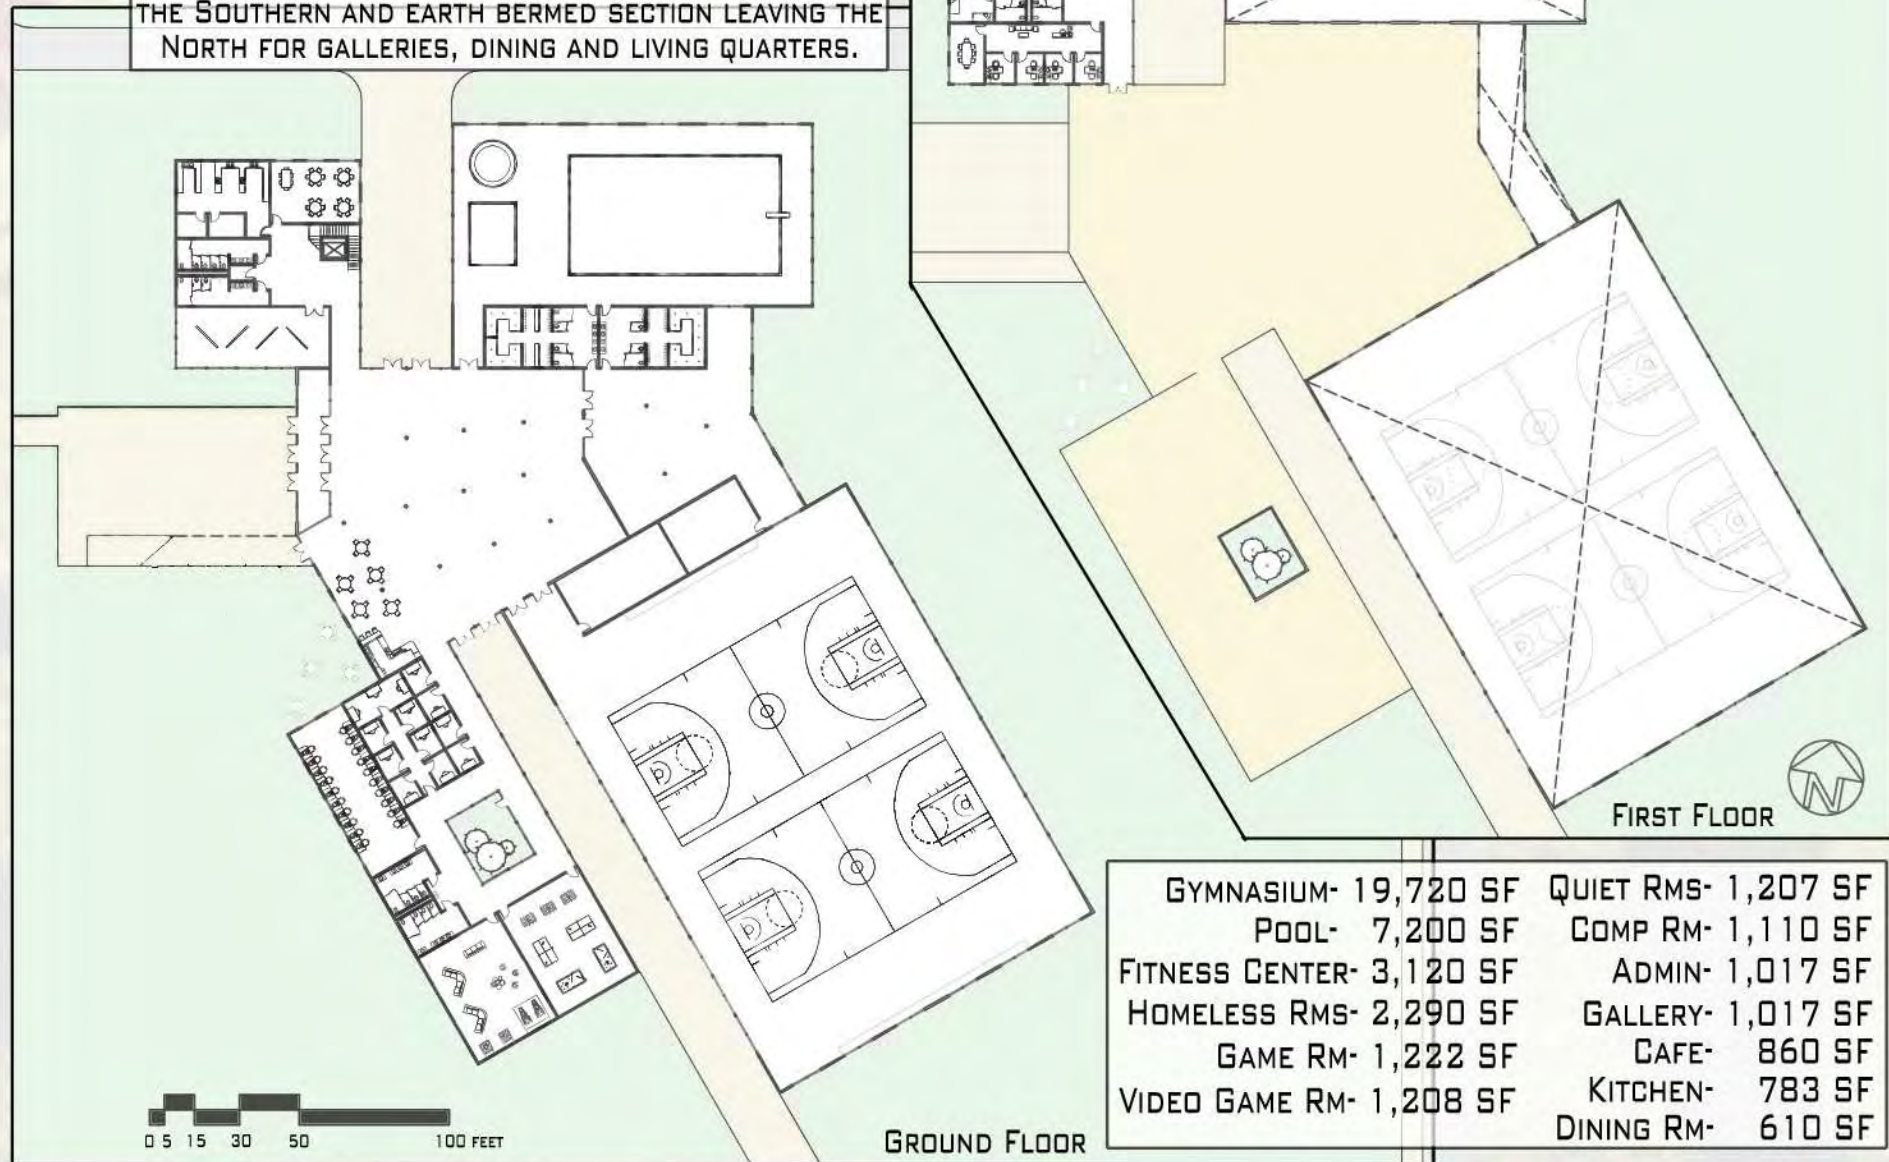 THE SOUTHERN AND EARTH BERMED SECTION LEAVING THE
NORTH FOR GALLERIES, DINING AND LIVING QUARTERS.
FIRST FLOOR
N
GYMNASIUM- 19,720 SF
POOL- 7,200 SF
FITNESS CENTER- 3,120 SF
HOMELESS RMS- 2,290 SF
GAME RM- 1,222 SF
VIDEO GAME RM- 1,208 SF
QUIET RMS- 1,207 SF
COMP RM- 1,110 SF
ADMIN- 1,017 SF
GALLERY- 1,017 SF
CAFE- 860 SF
KITCHEN- 783 SF
DINING RM- 610 SF
0 5 15 30 50 100 FEET
GROUND FLOOR